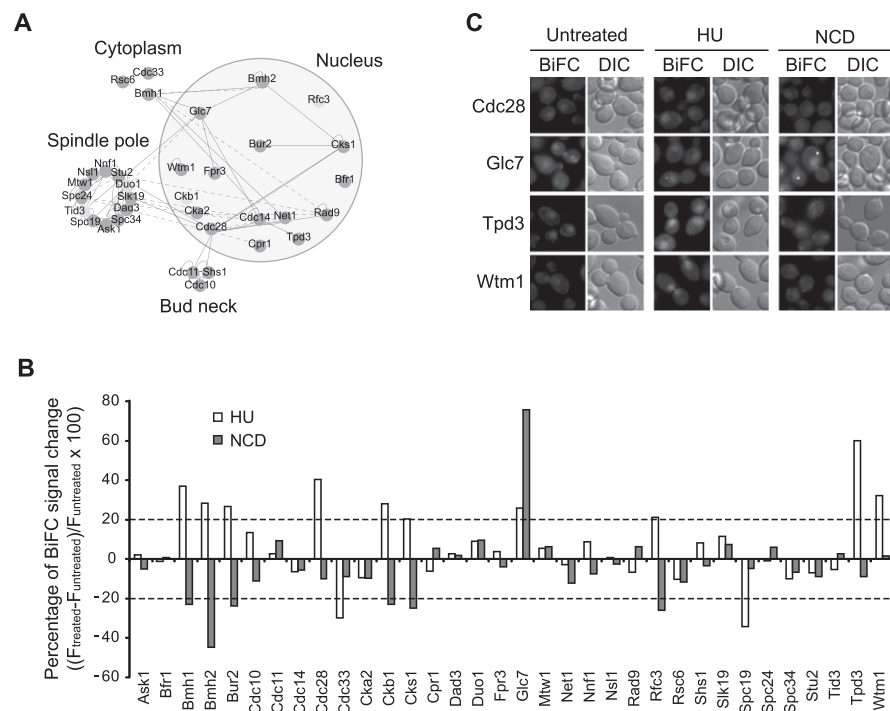 A
Cytoplasm
Nucleus
Rsc6
Cdc33
Bmh1
Bmh2
Rfc3
Glc7
Spindle pole
Bur2
Cks1
Nnf1
Nsl1
Stu2
Mtw1
Duo1
Spc24
Slk19
Tid3
Dad3
Spc19
Spc34
Ask1
Wtm1
Fpr3
Bfr1
Ckb1
Cka2
Cdc14
Net1
Rad9
Cdc28
Cpr1
Tpd3
Cdc11
Shs1
Cdc10
Bud neck
C
Untreated
HU
NCD
BiFC
DIC
BiFC
DIC
BiFC
DIC
Cdc28
Glc7
Tpd3
Wtm1
B
Percentage of BiFC signal change
((Ftreated-Funtreated)/Funtreated x 100)
80
60
40
20
0
-20
-40
-60
HU
NCD
Ask1
Bfr1
Bmh1
Bmh2
Bur2
Cdc10
Cdc11
Cdc14
Cdc28
Cdc33
Cka2
Ckb1
Cks1
Cpr1
Dad3
Duo1
Fpr3
Glc7
Mtw1
Net1
Nnf1
Nsl1
Rad9
Rfc3
Rsc6
Shs1
Slk19
Spc19
Spc24
Spc34
Stu2
Tid3
Tpd3
Wtm1